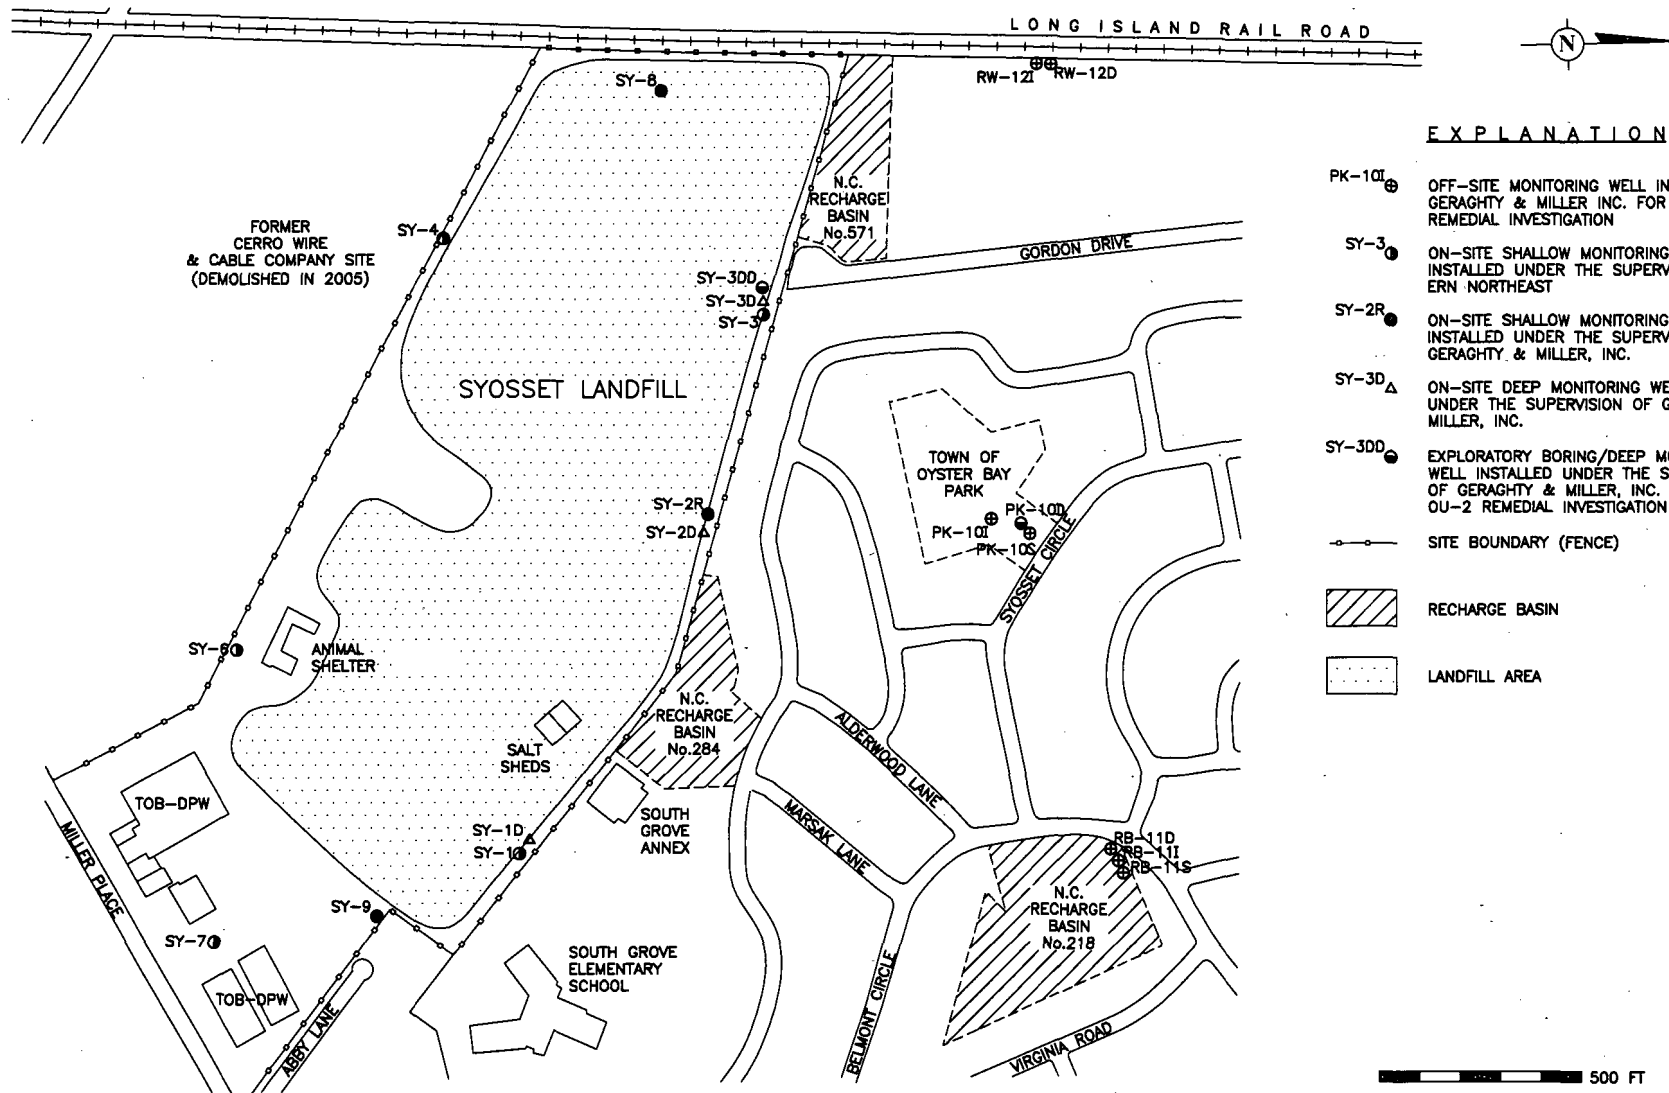 LONG ISLAND RAIL ROAD
N
RW-12I
RW-12D
SY-8
EXPLANATION
PK-10I
OFF-SITE MONITORING WELL IN
GERAGHTY & MILLER INC. FOR
REMEDIAL INVESTIGATION
SY-3
ON-SITE SHALLOW MONITORING
INSTALLED UNDER THE SUPERV
ERN NORTHEAST
SY-2R
ON-SITE SHALLOW MONITORING
INSTALLED UNDER THE SUPERV
GERAGHTY & MILLER, INC.
SY-3D
ON-SITE DEEP MONITORING WE
UNDER THE SUPERVISION OF G
MILLER, INC.
SY-3DD
EXPLORATORY BORING/DEEP MO
WELL INSTALLED UNDER THE S
OF GERAGHTY & MILLER, INC.
OU-2 REMEDIAL INVESTIGATION
SITE BOUNDARY (FENCE)
RECHARGE BASIN
LANDFILL AREA
N.C.
RECHARGE
BASIN
No.571
FORMER
CERRO WIRE
& CABLE COMPANY SITE
(DEMOLISHED IN 2005)
SY-4
GORDON DRIVE
SY-3DD
SY-3D
SY-3
SYOSSET LANDFILL
TOWN OF
OYSTER BAY
PARK
SY-2R
SY-2D
PK-10D
PK-10I
PK-10S
SYOSSET CIRCLE
SY-6
ANIMAL
SHELTER
N.C.
RECHARGE
BASIN
No.284
SALT
SHEDS
ALDERWOOD LANE
TOB-DPW
MARSAK LANE
MILLER PLACE
SOUTH
GROVE
ANNEX
SY-1D
SY-1
RB-11D
RB-11I
RB-11S
N.C.
RECHARGE
BASIN
No.218
SY-9
SY-7
SOUTH GROVE
ELEMENTARY
SCHOOL
TOB-DPW
ABBY LANE
BELMONT CIRCLE
VIRGINIA ROAD
500 FT